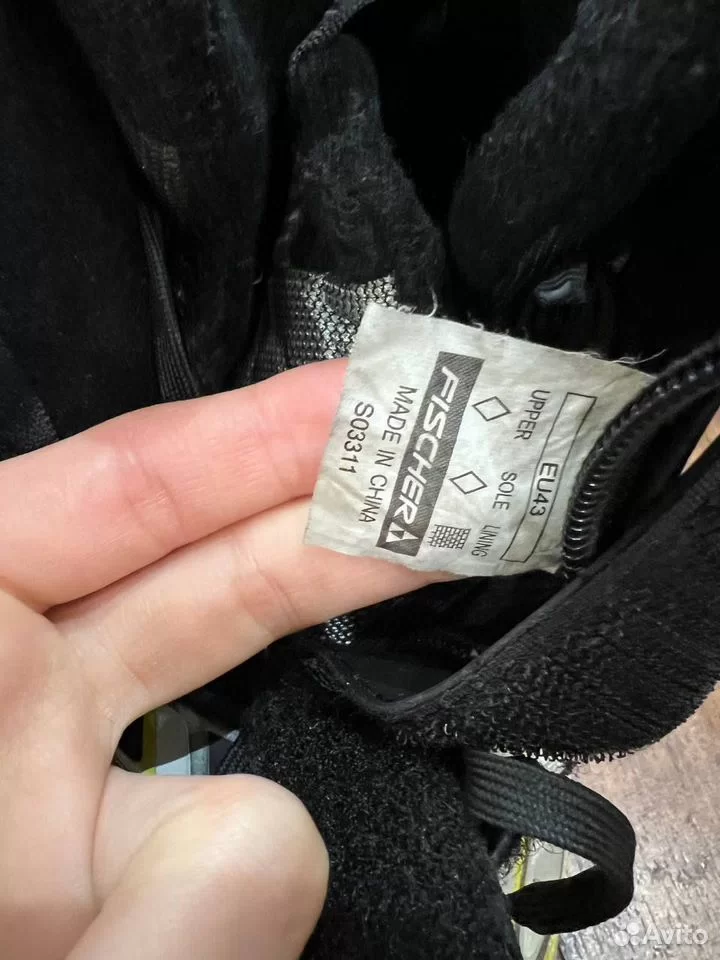 EU43
UPPER SOLE LINING
FISCHER
MADE IN CHINA
S03311
Avito